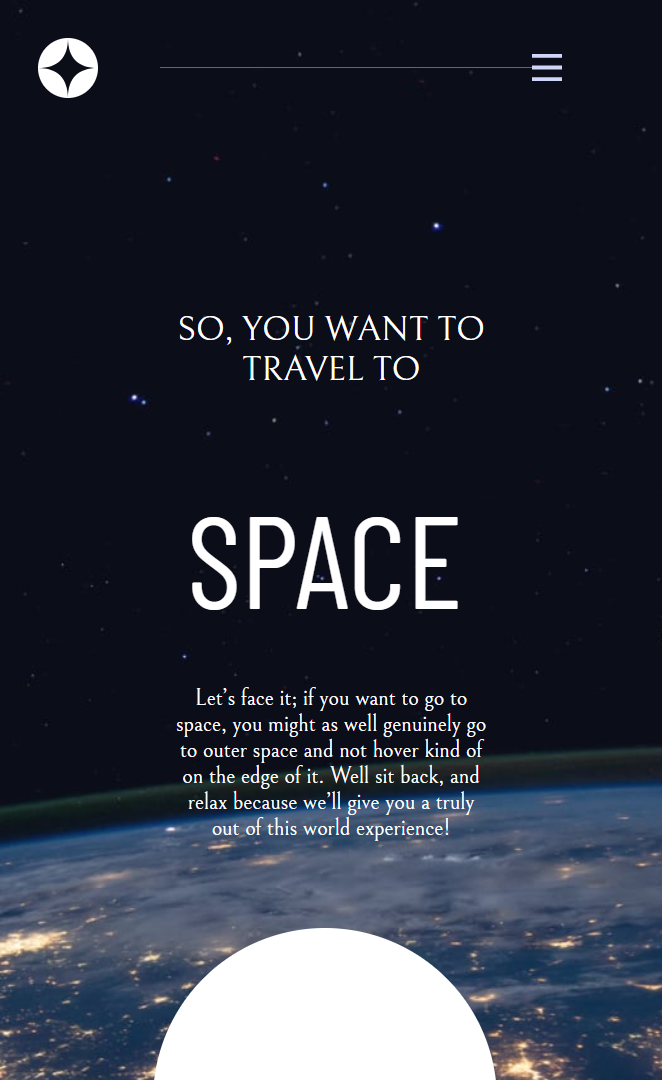 SO, YOU WANT TO
TRAVEL TO
SPACE
Let’s face it; if you want to go to
space, you might as well genuinely go
to outer space and not hover kind of
on the edge of it. Well sit back, and
relax because we’ll give you a truly
out of this world experience!